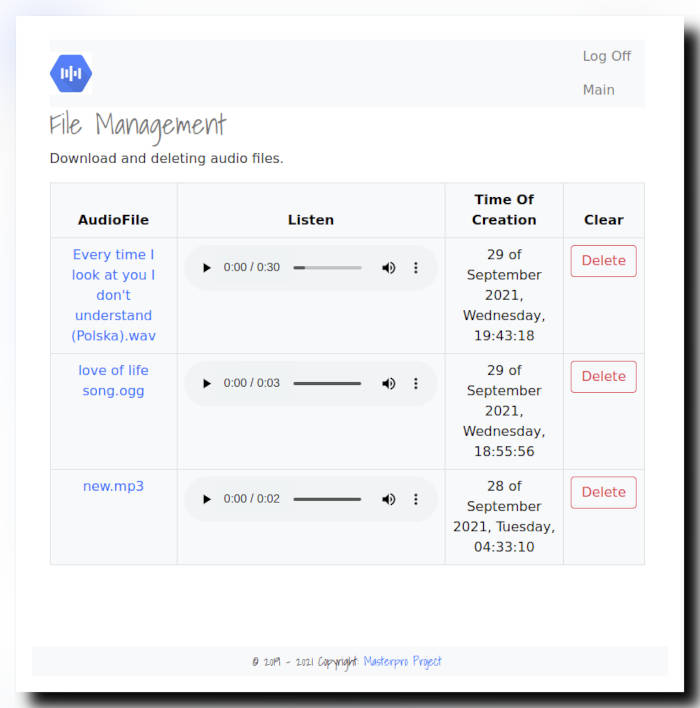 Log Off
Main
File Management
Download and deleting audio files.
AudioFile
Listen
Time Of
Creation
Clear
Every time I
look at you I
don't
understand
(Polska).wav
0:00 / 0:30
29 of
September
2021,
Wednesday,
19:43:18
Delete
love of life
song.ogg
0:00 / 0:03
29 of
September
2021,
Wednesday,
18:55:56
Delete
new.mp3
0:00 / 0:02
28 of
September
2021, Tuesday,
04:33:10
Delete
© 2019 - 2021 Copyright: Masterpro Project